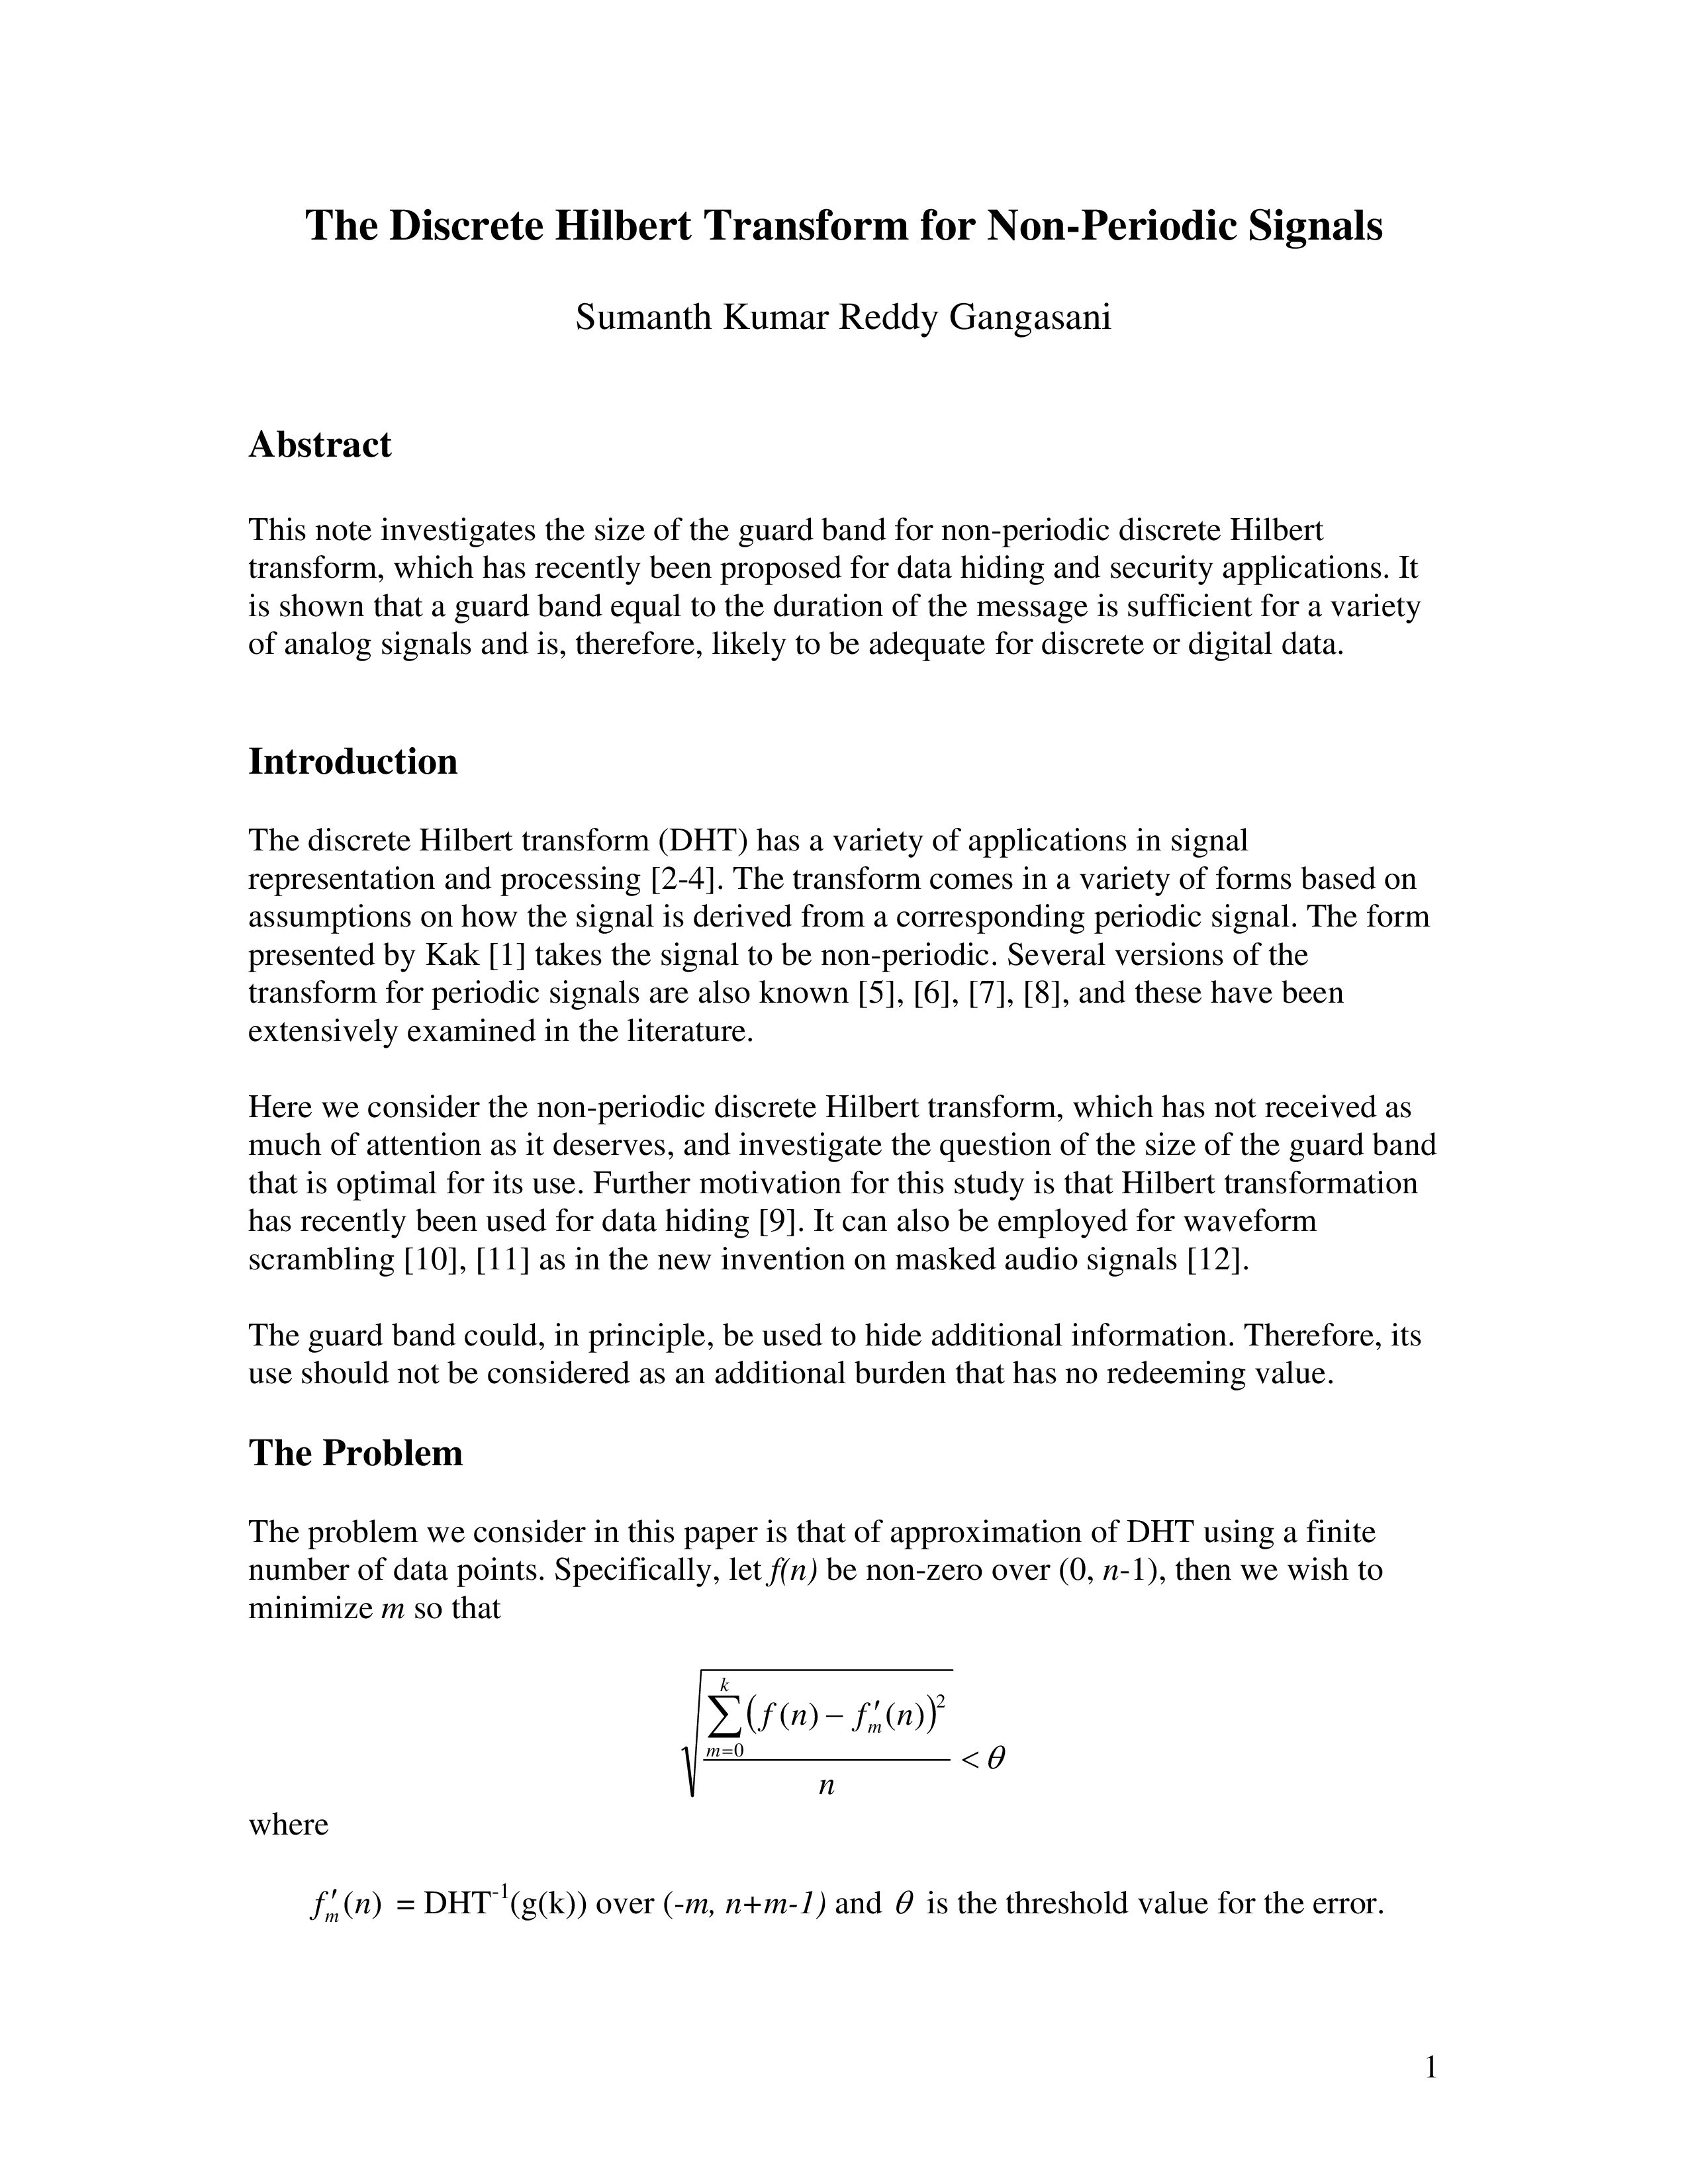 The Discrete Hilbert Transform for Non-Periodic Signals
Sumanth Kumar Reddy Gangasani
Abstract
This note investigates the size of the guard band for non-periodic discrete Hilbert
transform, which has recently been proposed for data hiding and security applications. It
is shown that a guard band equal to the duration of the message is sufficient for a variety
of analog signals and is, therefore, likely to be adequate for discrete or digital data.
Introduction
The discrete Hilbert transform (DHT) has a variety of applications in signal
representation and processing [2-4]. The transform comes in a variety of forms based on
assumptions on how the signal is derived from a corresponding periodic signal. The form
presented by Kak [1] takes the signal to be non-periodic. Several versions of the
transform for periodic signals are also known [5], [6], [7], [8], and these have been
extensively examined in the literature.
Here we consider the non-periodic discrete Hilbert transform, which has not received as
much of attention as it deserves, and investigate the question of the size of the guard band
that is optimal for its use. Further motivation for this study is that Hilbert transformation
has recently been used for data hiding [9]. It can also be employed for waveform
scrambling [10], [11] as in the new invention on masked audio signals [12].
The guard band could, in principle, be used to hide additional information. Therefore, its
use should not be considered as an additional burden that has no redeeming value.
The Problem
The problem we consider in this paper is that of approximation of DHT using a finite
number of data points. Specifically, let f(n) be non-zero over (0, n-1), then we wish to
minimize m so that
$\sqrt{\frac{\sum_{m=0}^{k} (f(n) - f'_m(n))^2}{n}} < \theta$
where
$f'_m(n)$ = DHT$^{-1}$(g(k)) over (-m, n+m-1) and $\theta$ is the threshold value for the error.
1